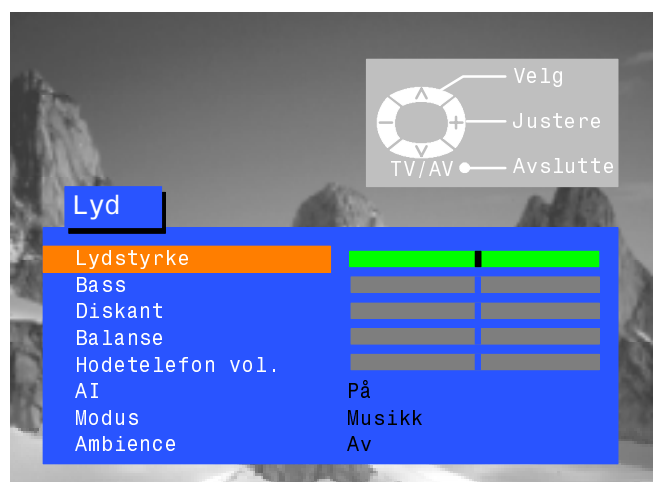 Velg
Justere
TV/AV Avslutte
Lyd
Lydstyrke
Bass
Diskant
Balanse
Hodetelefon vol.
AI På
Modus Musikk
Ambience Av